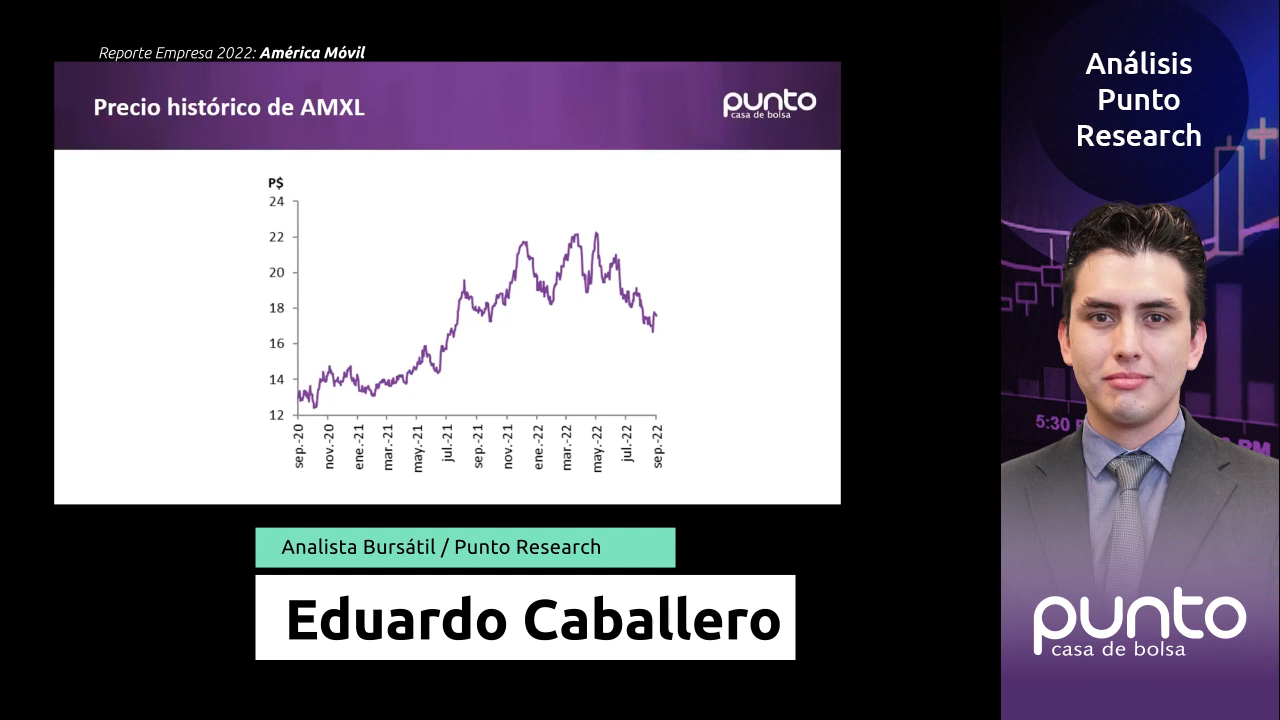 Reporte Empresa 2022: América Móvil
Precio histórico de AMXL
punto
casa de bolsa
P$
24
22
20
18
16
14
12
sep.-20
nov.-20
ene.-21
mar.-21
may.-21
jul.-21
sep.-21
nov.-21
ene.-22
mar.-22
may.-22
jul.-22
sep.-22
Analista Bursátil / Punto Research
Eduardo Caballero
Análisis
Punto
Research
5:30
punto
casa de bolsa